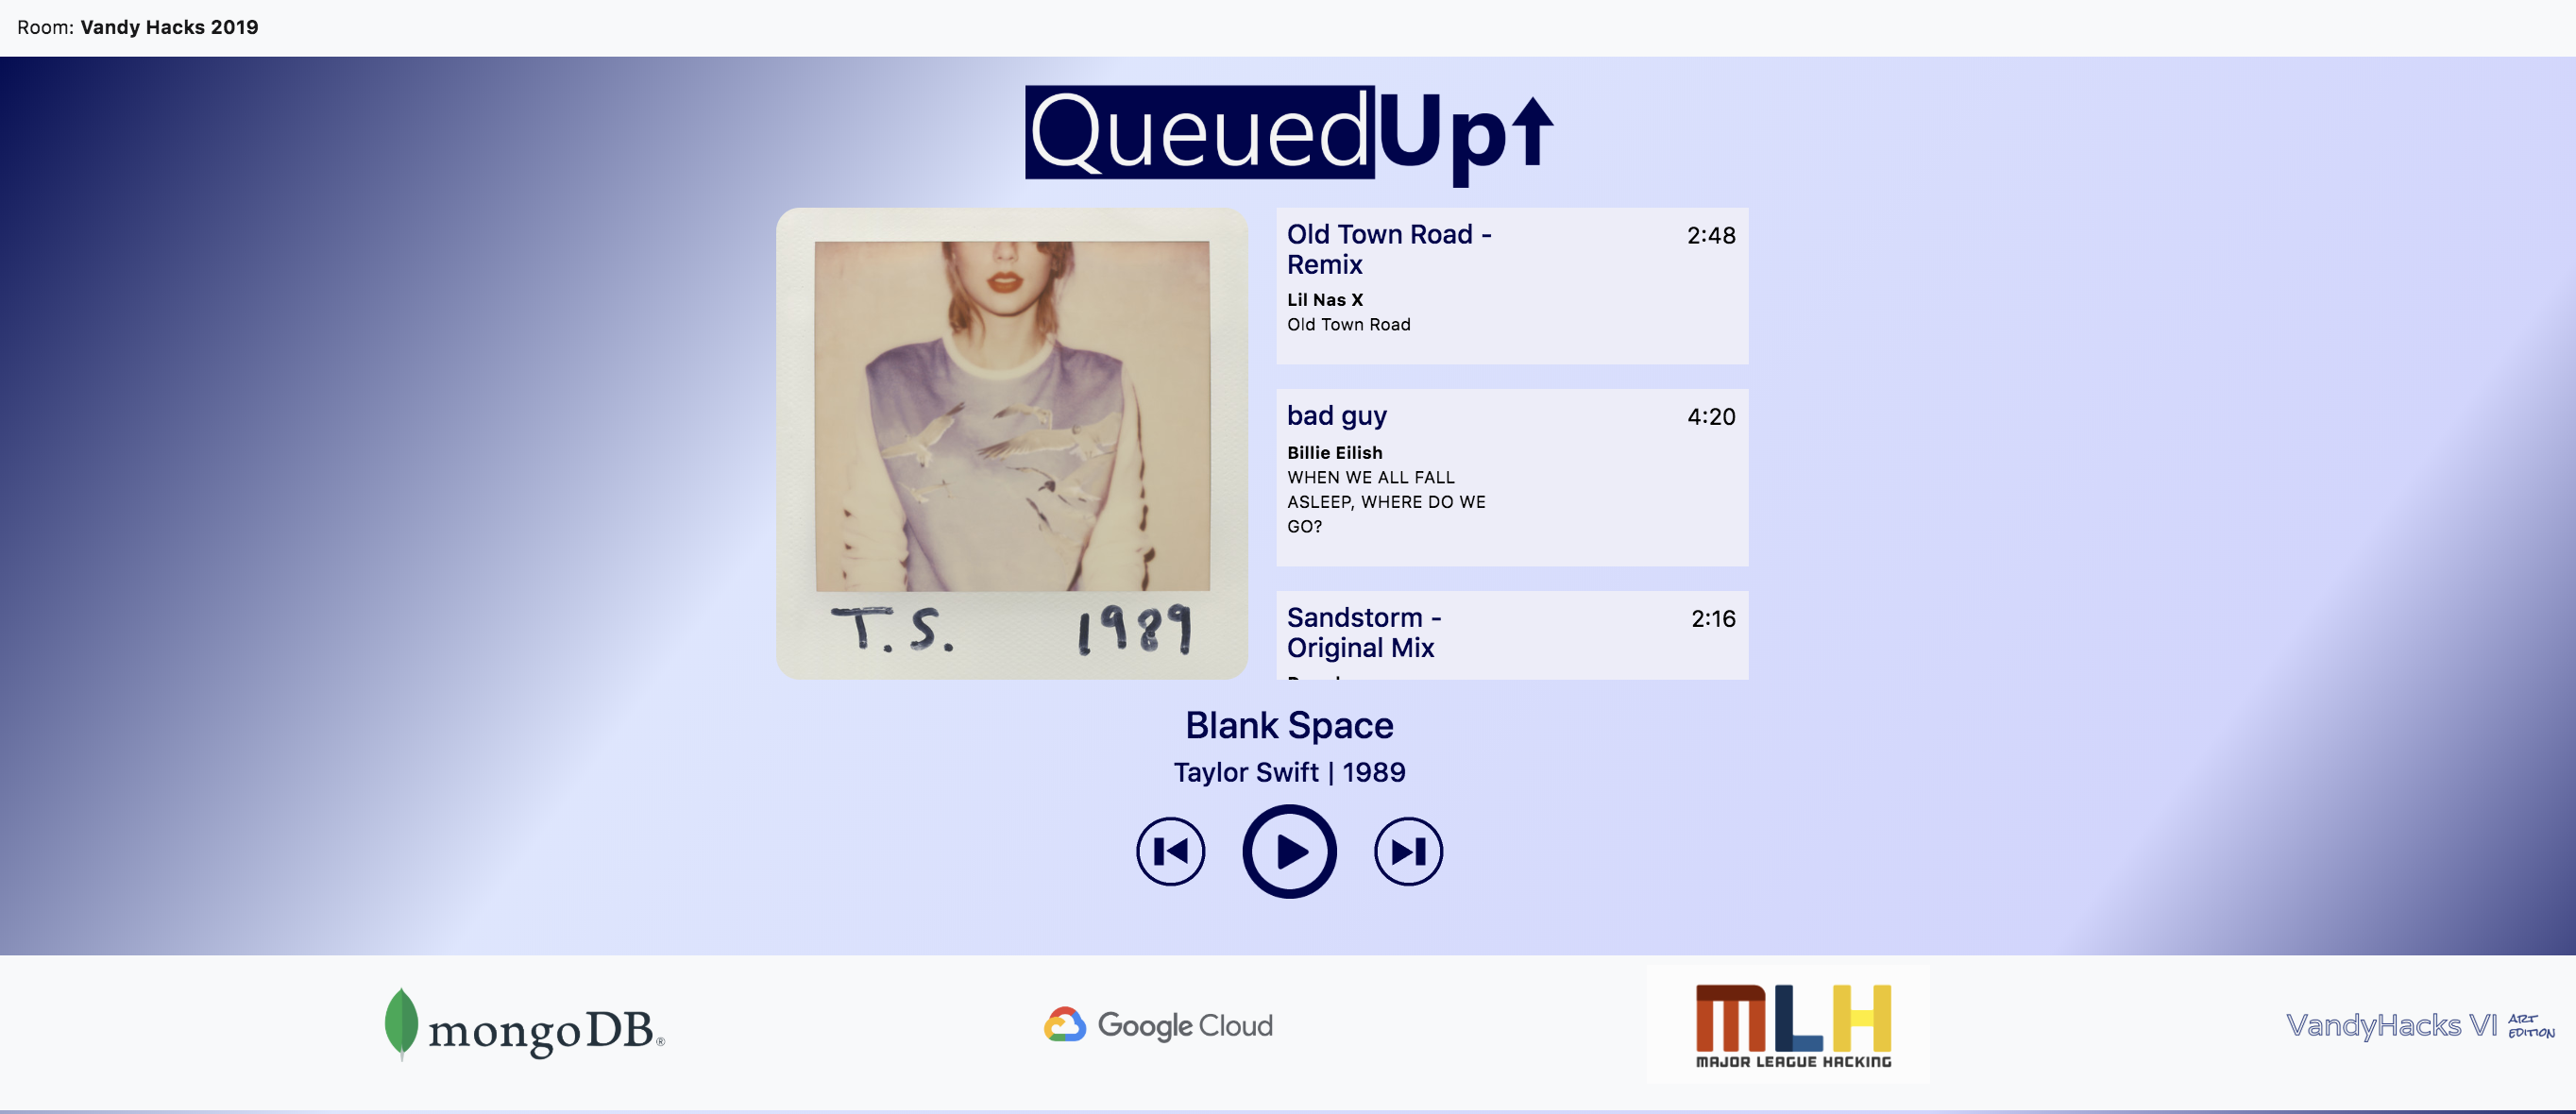 Room: Vandy Hacks 2019
QueuedUp
T.S. 1989
Old Town Road -
Remix
2:48
Lil Nas X
Old Town Road
bad guy
4:20
Billie Eilish
WHEN WE ALL FALL
ASLEEP, WHERE DO WE
GO?
Sandstorm -
Original Mix
2:16
Blank Space
Taylor Swift | 1989
mongoDB®
Google Cloud
MLH
MAJOR LEAGUE HACKING
VandyHacks VI ART
EDITION